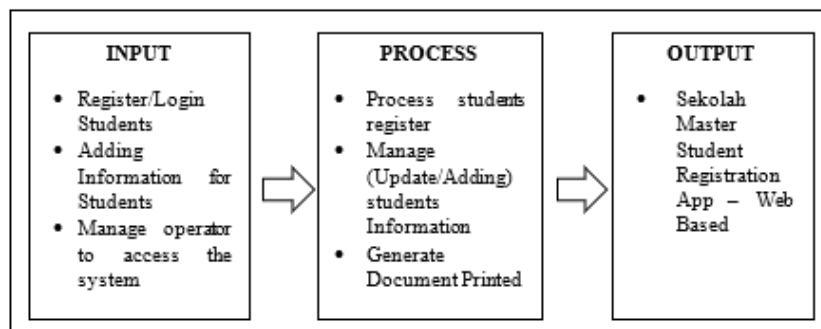 INPUT
• Register/Login
Students
• Adding
Information for
Students
• Manage operator
to access the
system
PROCESS
• Process students
register
• Manage
(Update/Adding)
students
Information
• Generate
Document Printed
OUTPUT
• Sekolah
Master
Student
Registration
App – Web
Based